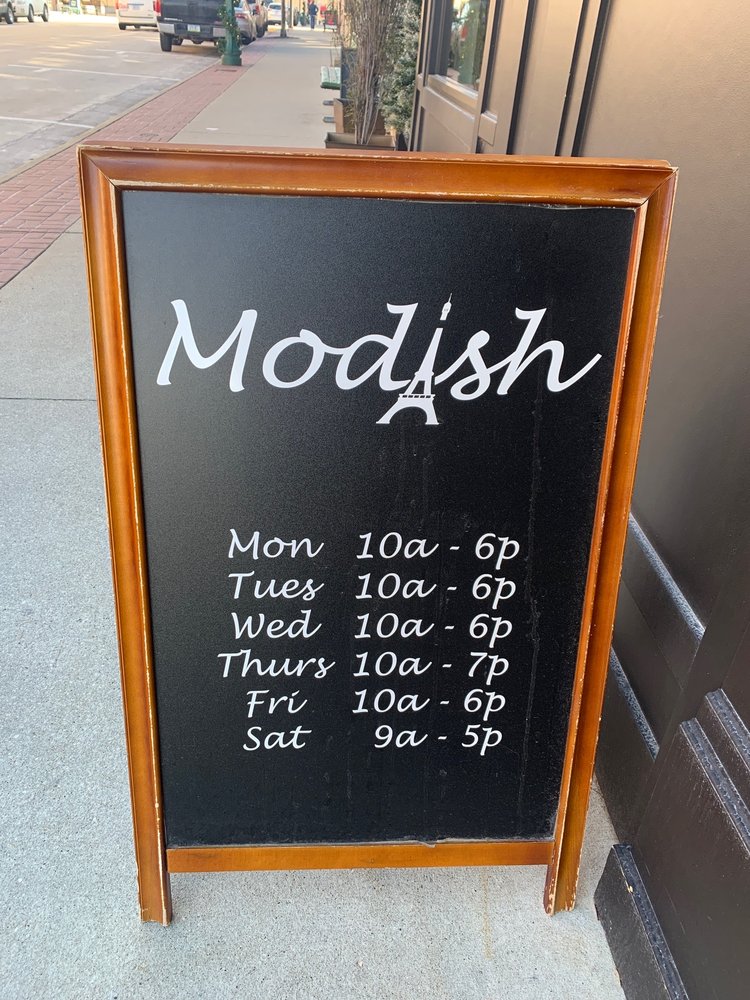 Modish
Mon 10a - 6p
Tues 10a - 6p
Wed 10a - 6p
Thurs 10a - 7p
Fri 10a - 6p
Sat 9a - 5p